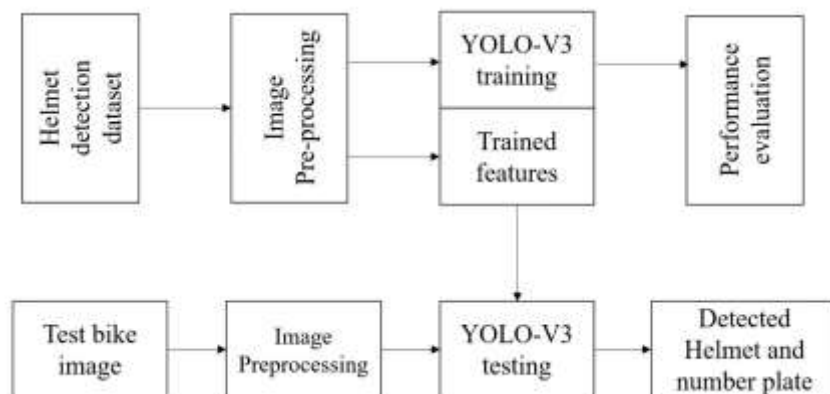 Helmet
detection
dataset
Image
Pre-processing
YOLO-V3
training
Trained
features
Performance
evaluation
Test bike
image
Image
Preprocessing
YOLO-V3
testing
Detected
Helmet and
number plate